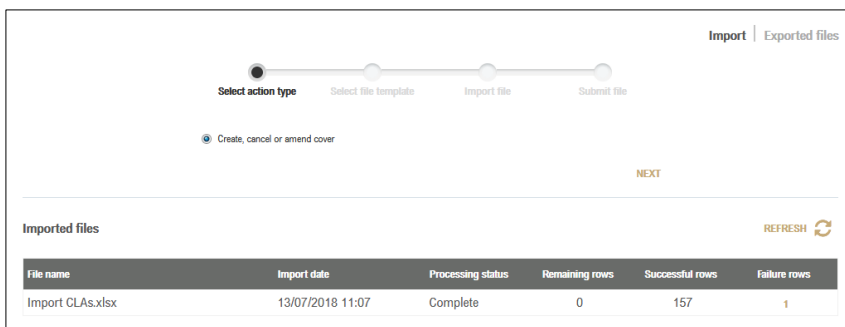 Import | Exported files
Select action type Select file template Import file Submit file
Create, cancel or amend cover
NEXT
Imported files REFRESH
File name Import date Processing status Remaining rows Successful rows Failure rows
Import CLAs.xlsx 13/07/2018 11:07 Complete 0 157 1